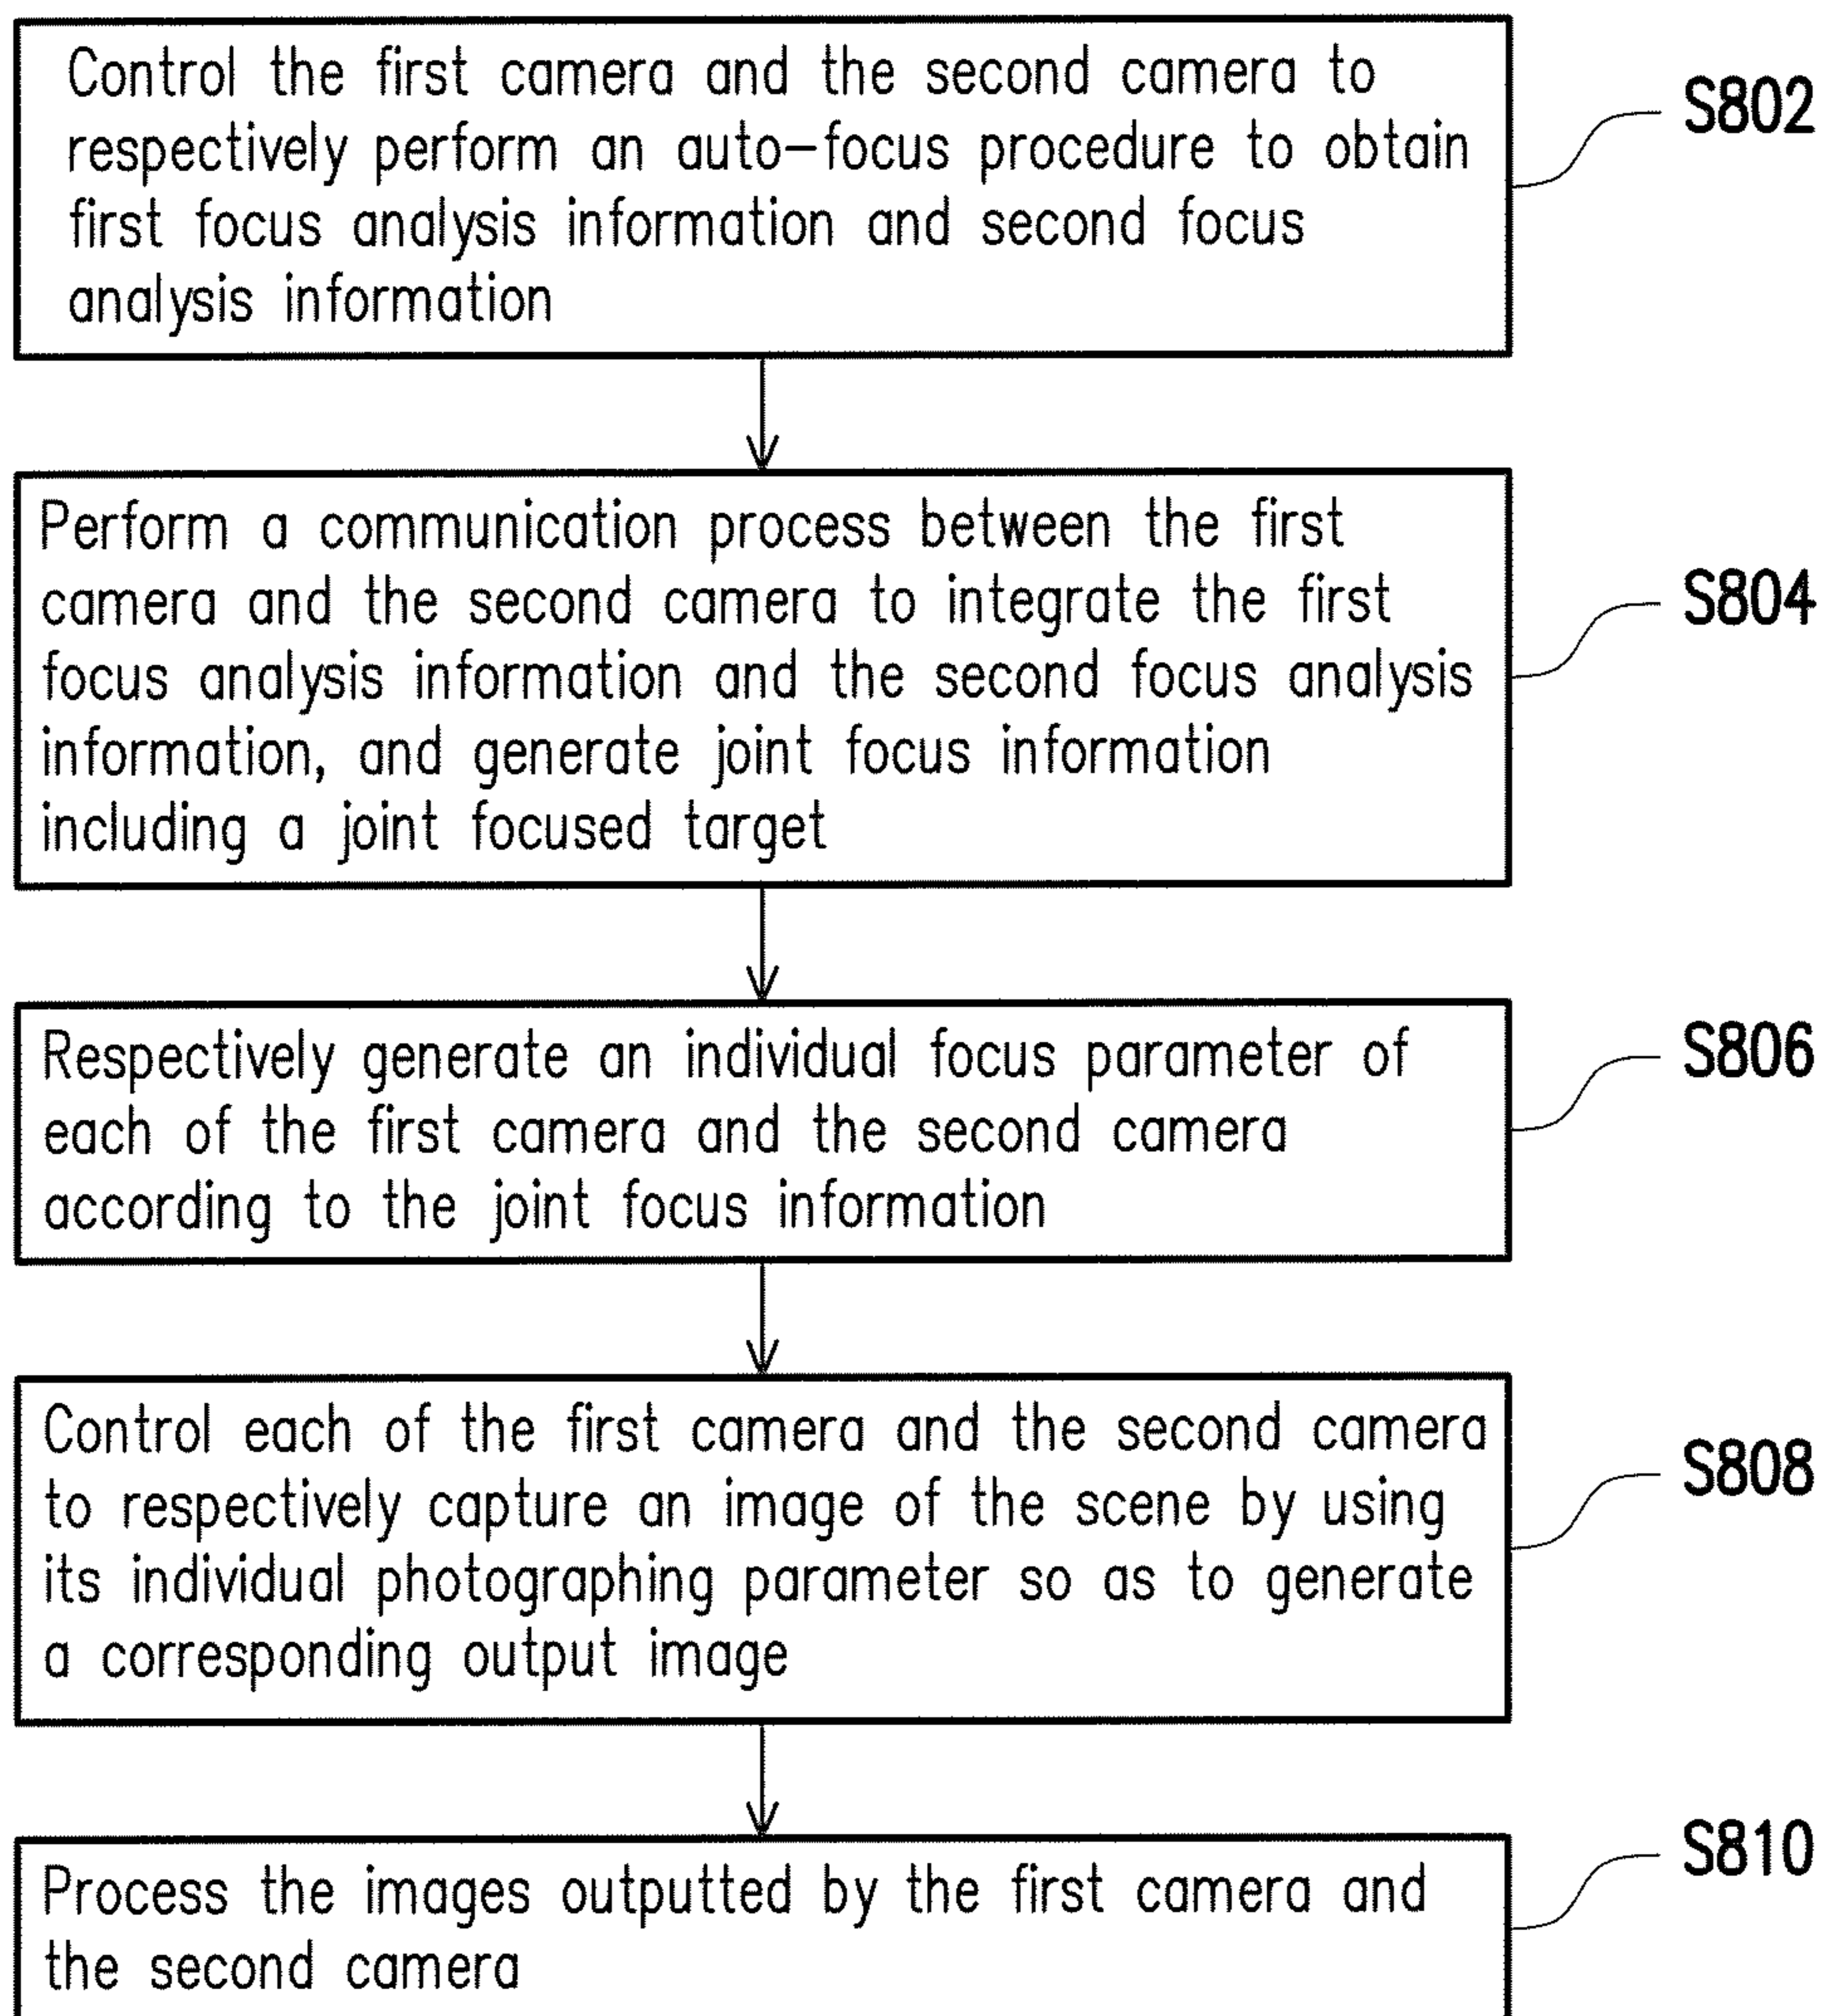 Control the first camera and the second camera to
respectively perform an auto-focus procedure to obtain
first focus analysis information and second focus
analysis information
S802
Perform a communication process between the first
camera and the second camera to integrate the first
focus analysis information and the second focus analysis
information, and generate joint focus information
including a joint focused target
S804
Respectively generate an individual focus parameter of
each of the first camera and the second camera
according to the joint focus information
S806
Control each of the first camera and the second camera
to respectively capture an image of the scene by using
its individual photographing parameter so as to generate
a corresponding output image
S808
Process the images outputted by the first camera and
the second camera
S810